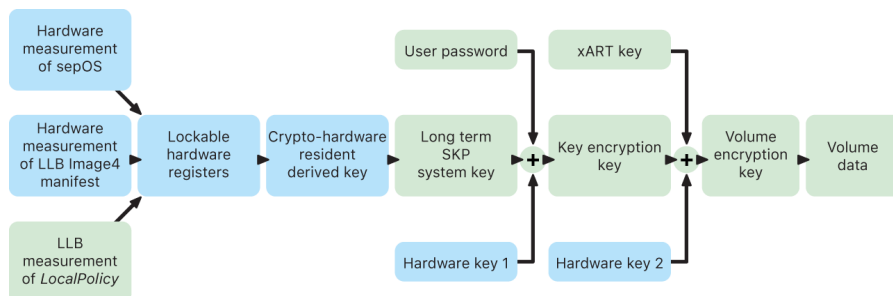 Hardware
measurement
of sepOS
User password
xART key
Hardware
measurement
of LLB Image4
manifest
Lockable
hardware
registers
Crypto-hardware
resident
derived key
Long term
SKP
system key
+
Key encryption
key
+
Volume
encryption
key
Volume
data
LLB
measurement
of LocalPolicy
Hardware key 1
Hardware key 2